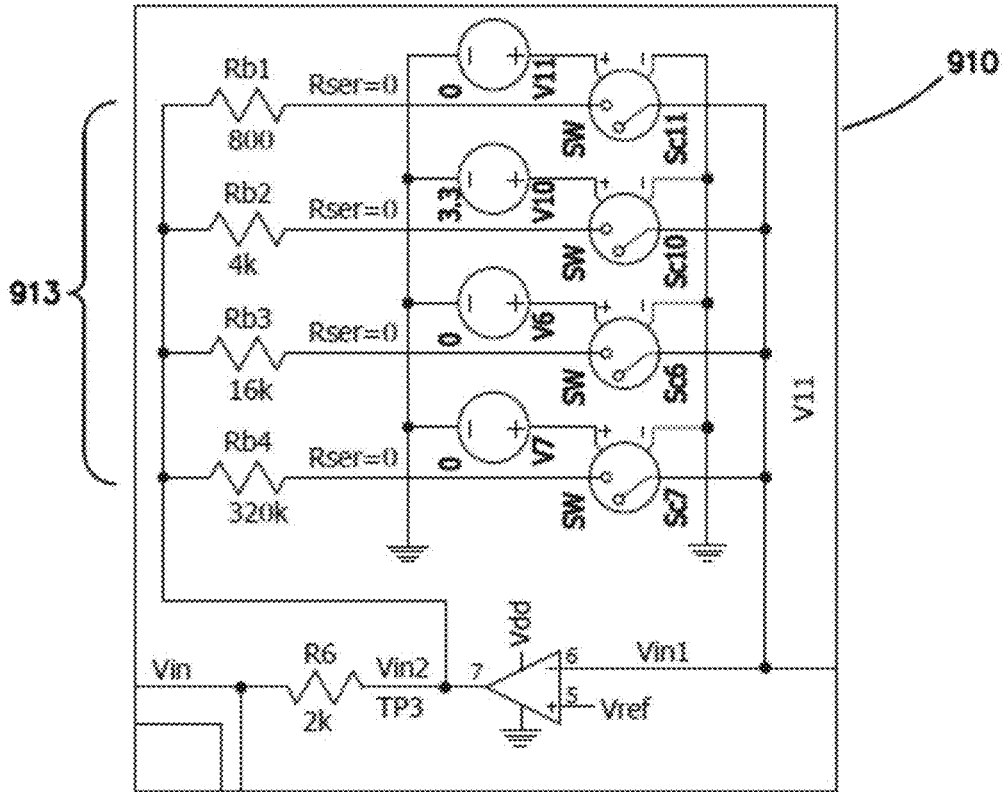 910
913
Rb1
800
Rser=0
0
V11
SW
Sc11
Rb2
4k
Rser=0
3.3
V10
SW
Sc10
Rb3
16k
Rser=0
0
V6
SW
Sc6
Rb4
320k
Rser=0
0
V7
SW
Sc7
V11
Vin
R6
2k
Vin2
TP3
7
Vdd
6
5
Vin1
Vref